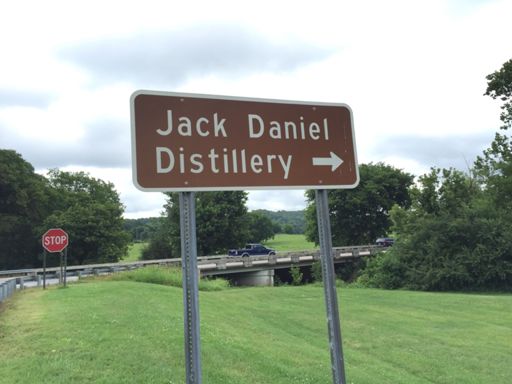 Jack Daniel
Distillery →
STOP